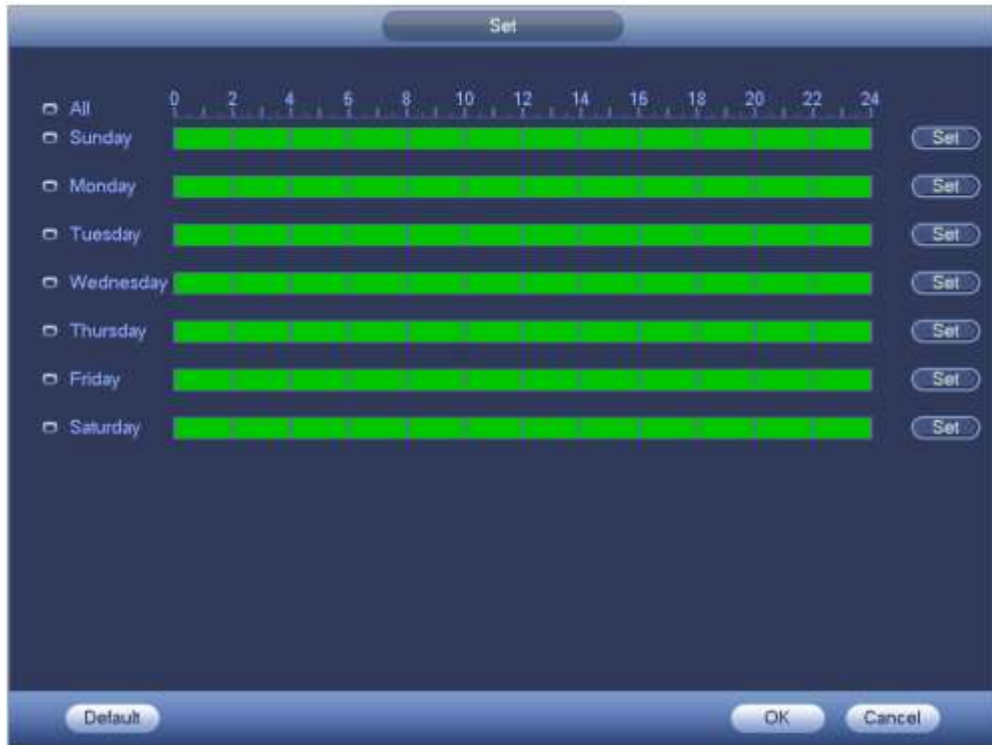 Set
All 0 2 4 6 8 10 12 14 16 18 20 22 24
Sunday Set
Monday Set
Tuesday Set
Wednesday Set
Thursday Set
Friday Set
Saturday Set
Default OK Cancel